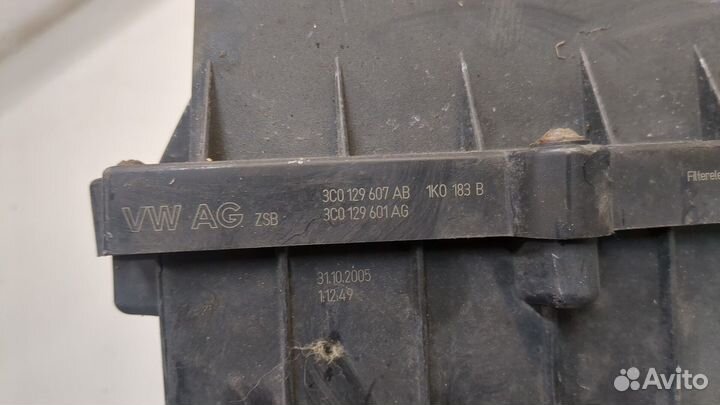 VW AG ZSB 3C0 129 607 AB 1K0 183 B
3C0 129 601 AG
Filterele
31.10.2005
1:12:49
Avito